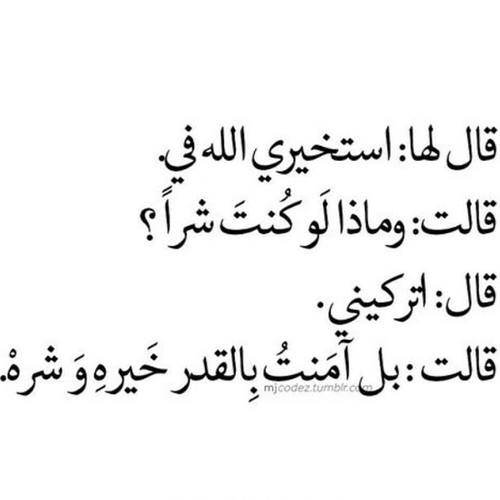 قال لها: استخيري الله في.
قالت: وماذا لَو كُنتَ شراً ؟
قال: اتركيني.
قالت: بل آمَنتُ بِالقدر خَيرهِ وَ شرهْ.
mjcodez.tumblr.com